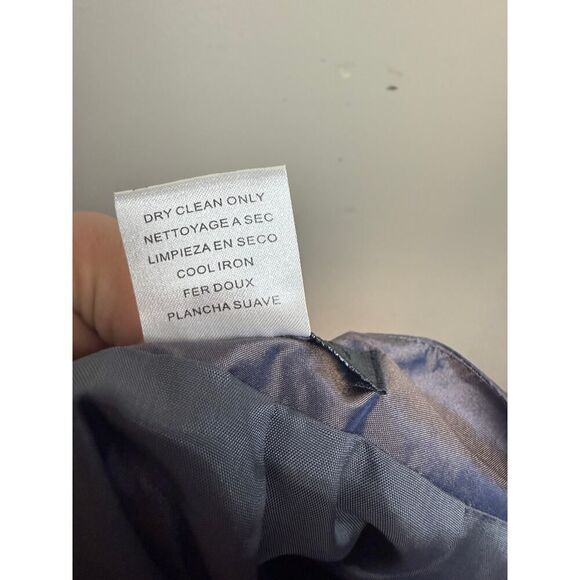 DRY CLEAN ONLY
NETTOYAGE A SEC
LIMPIEZA EN SECO
COOL IRON
FER DOUX
PLANCHA SUAVE